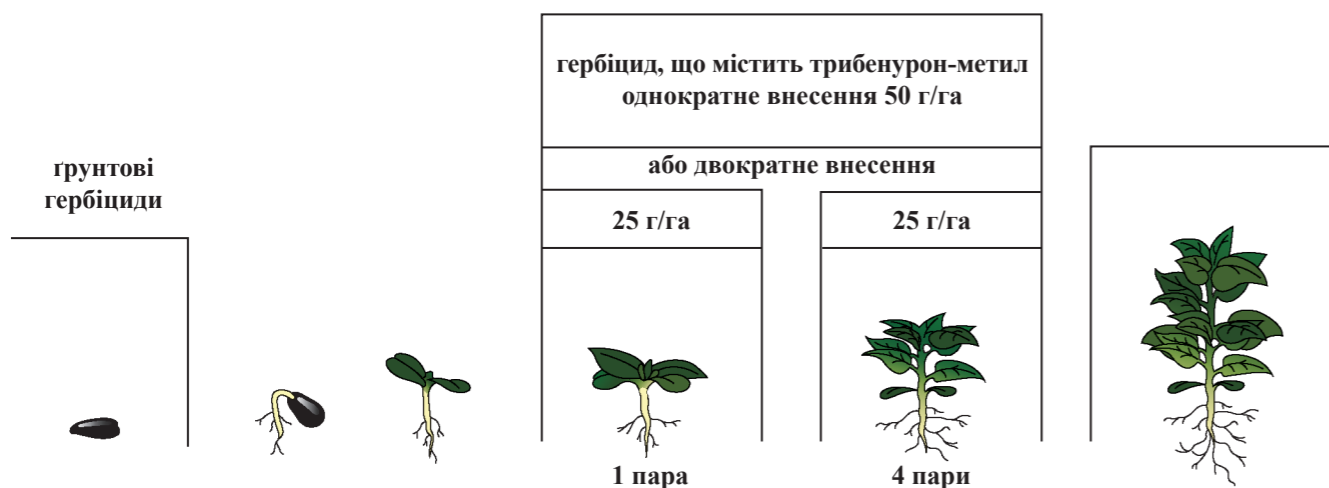 гербіцид, що містить трибенурон-метил
однократне внесення 50 г/га
ґрунтові
гербіциди
або двократне внесення
25 г/га
25 г/га
1 пара
4 пари